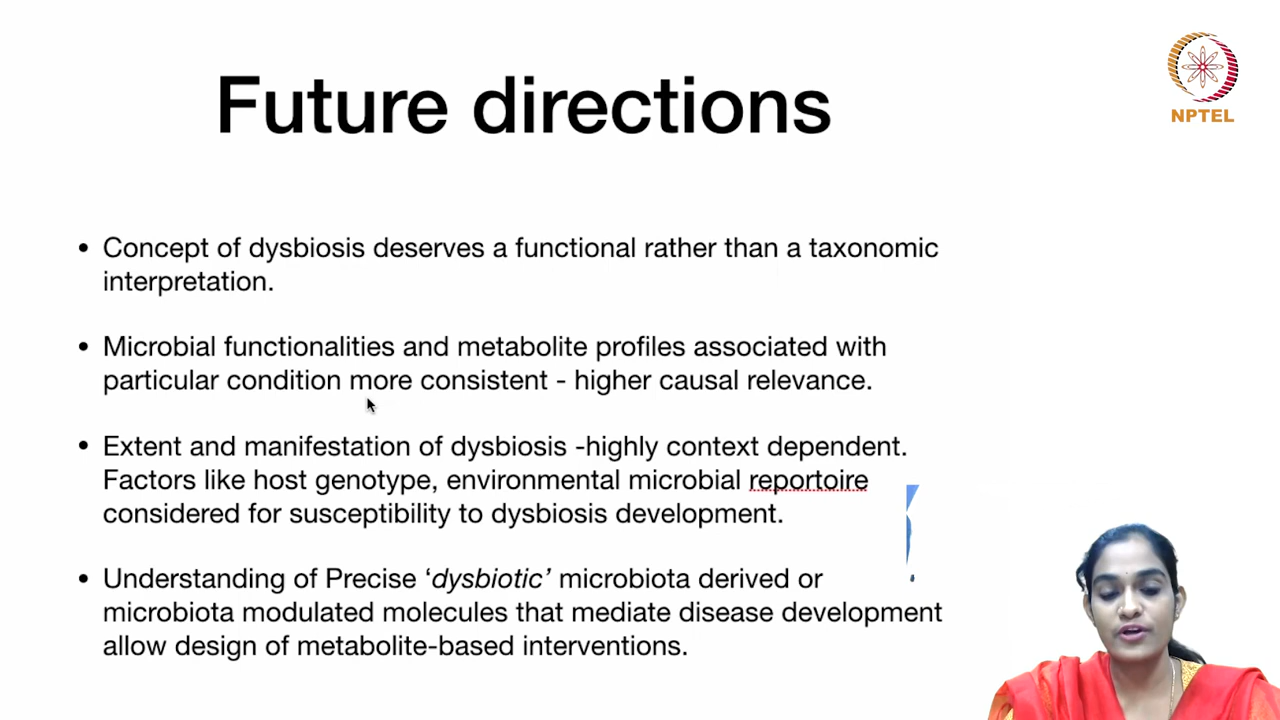 Future directions
NPTEL
• Concept of dysbiosis deserves a functional rather than a taxonomic
interpretation.
• Microbial functionalities and metabolite profiles associated with
particular condition more consistent - higher causal relevance.
• Extent and manifestation of dysbiosis -highly context dependent.
Factors like host genotype, environmental microbial reportoire
considered for susceptibility to dysbiosis development.
• Understanding of Precise ‘dysbiotic’ microbiota derived or
microbiota modulated molecules that mediate disease development
allow design of metabolite-based interventions.